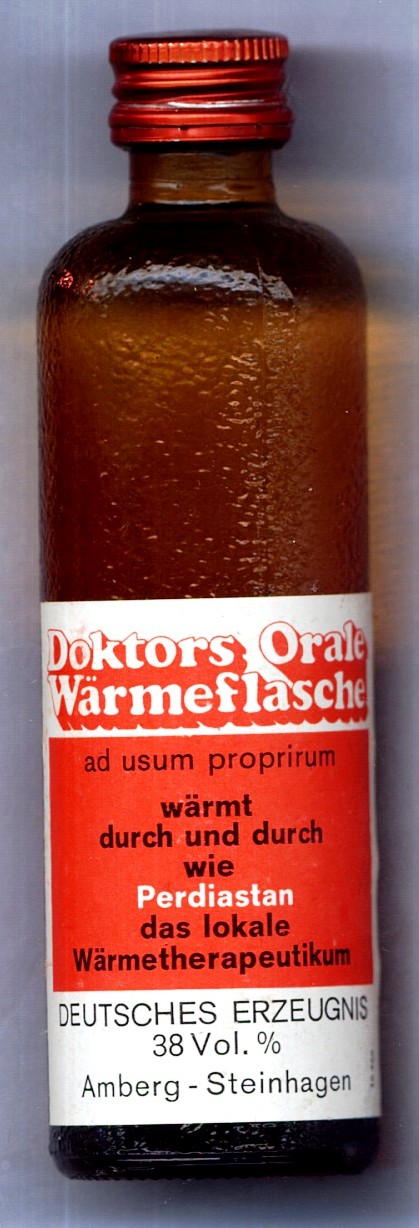 Doktors Orale
Wärmeflasche
ad usum proprirum
wärmt
durch und durch
wie
Perdiastan
das lokale
Wärmetherapeutikum
DEUTSCHES ERZEUGNIS
38 Vol. %
Amberg - Steinhagen